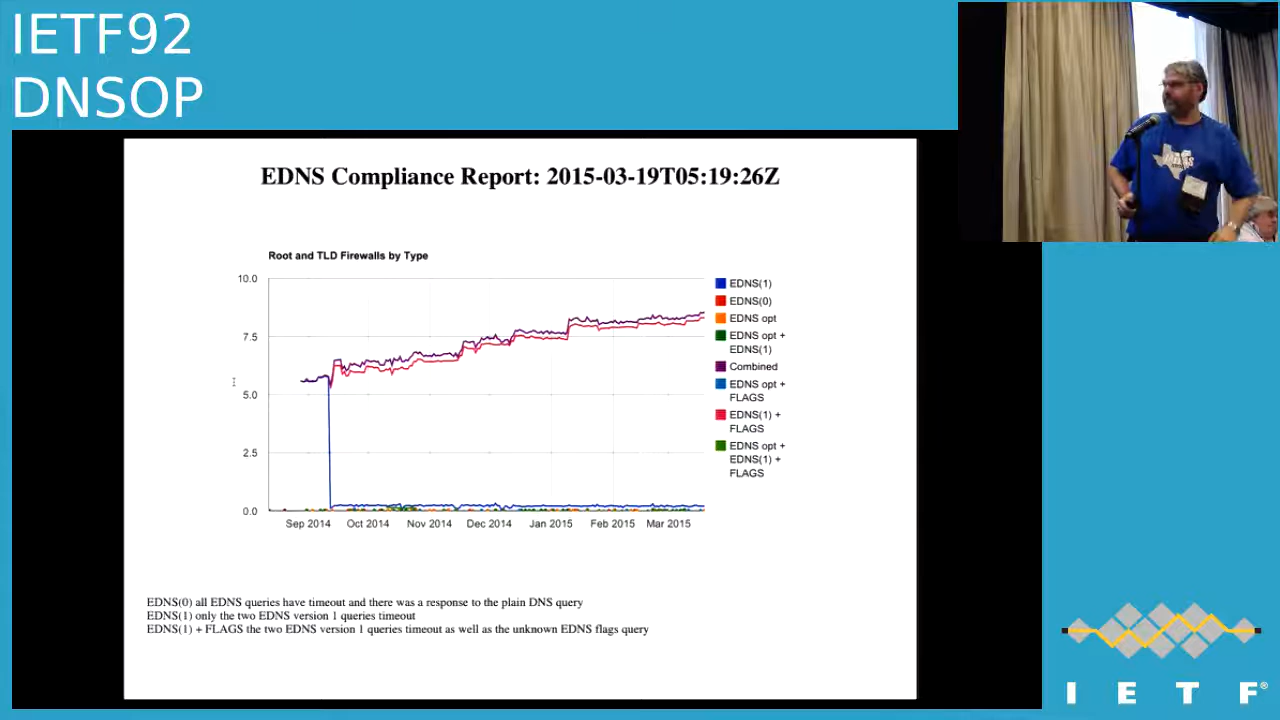 IETF92
DNSOP
EDNS Compliance Report: 2015-03-19T05:19:26Z
Root and TLD Firewalls by Type
10.0
7.5
5.0
2.5
0.0
Sep 2014
Oct 2014
Nov 2014
Dec 2014
Jan 2015
Feb 2015
Mar 2015
EDNS(1)
EDNS(0)
EDNS opt
EDNS opt +
EDNS(1)
Combined
EDNS opt +
FLAGS
EDNS(1) +
FLAGS
EDNS opt +
EDNS(1) +
FLAGS
EDNS(0) all EDNS queries have timeout and there was a response to the plain DNS query
EDNS(1) only the two EDNS version 1 queries timeout
EDNS(1) + FLAGS the two EDNS version 1 queries timeout as well as the unknown EDNS flags query
I E T F®